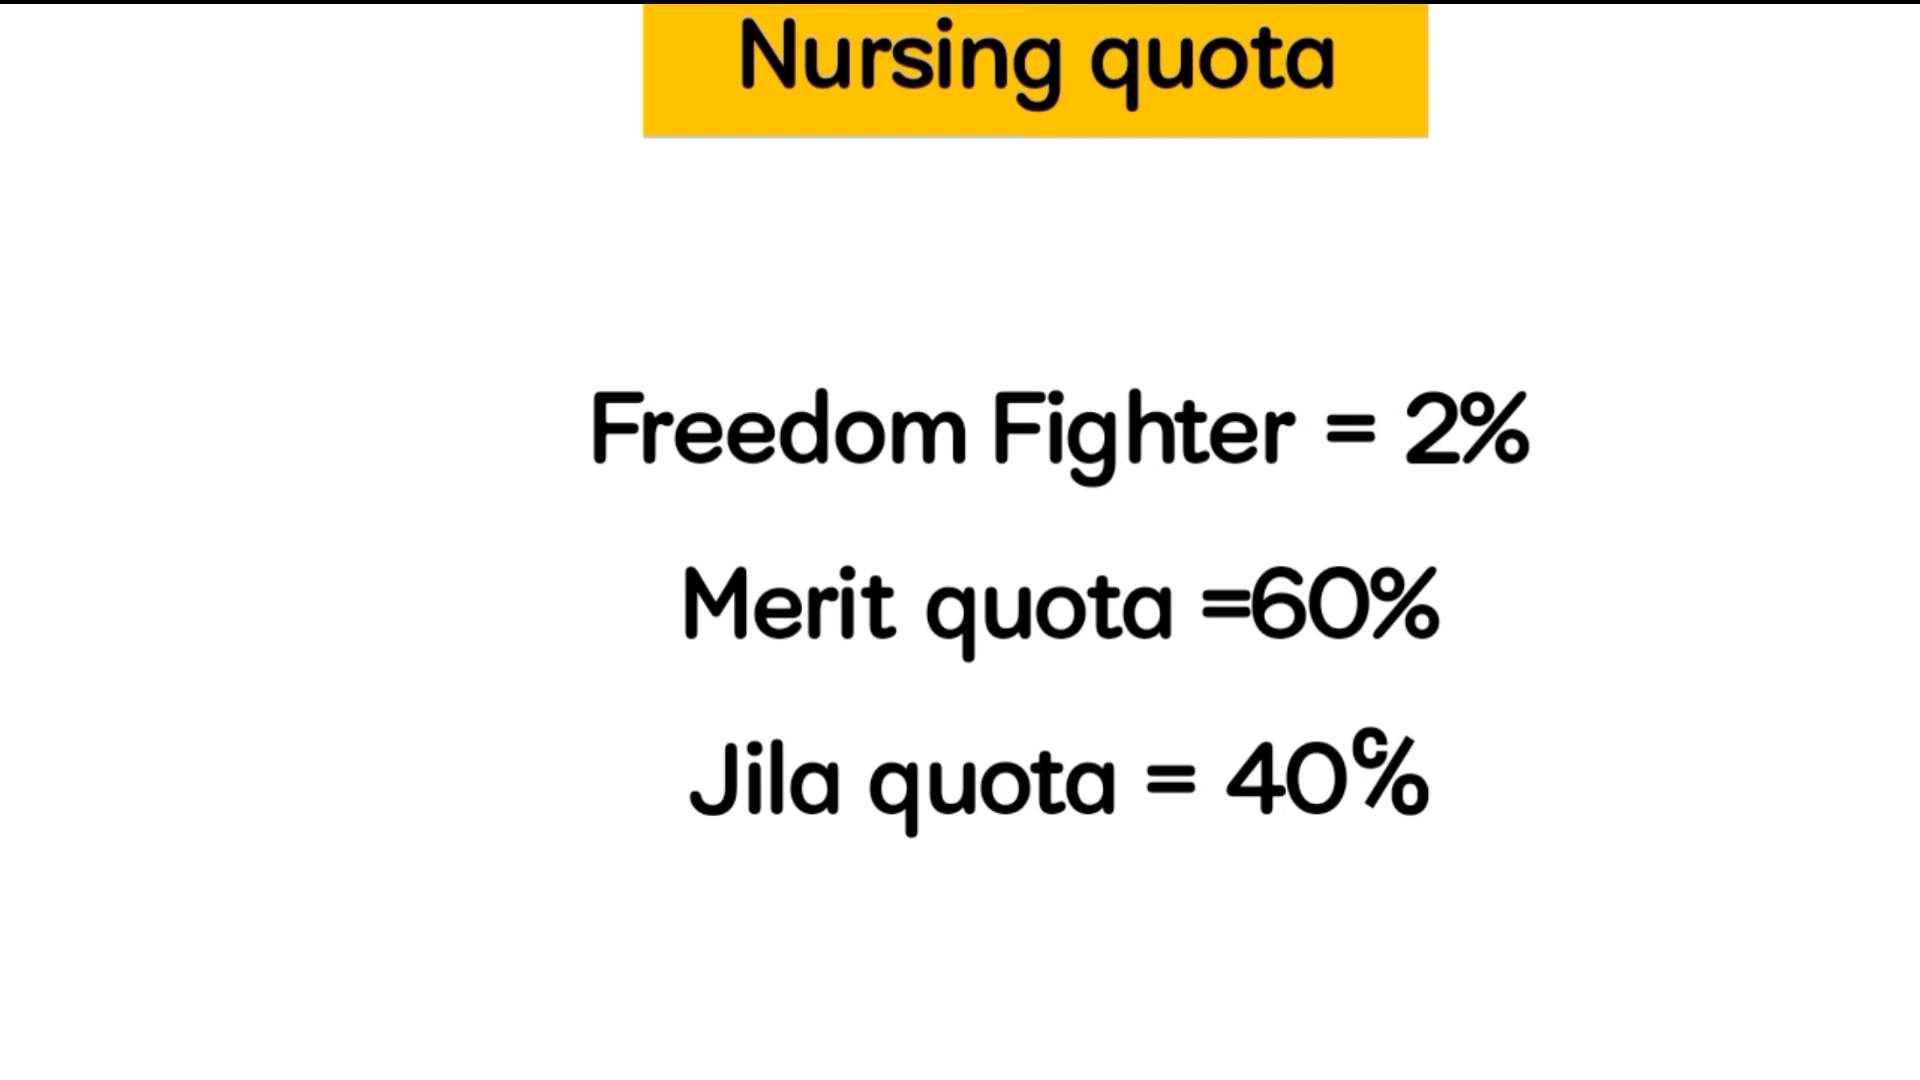 Nursing quota
Freedom Fighter = 2%
Merit quota =60%
Jila quota = 40%